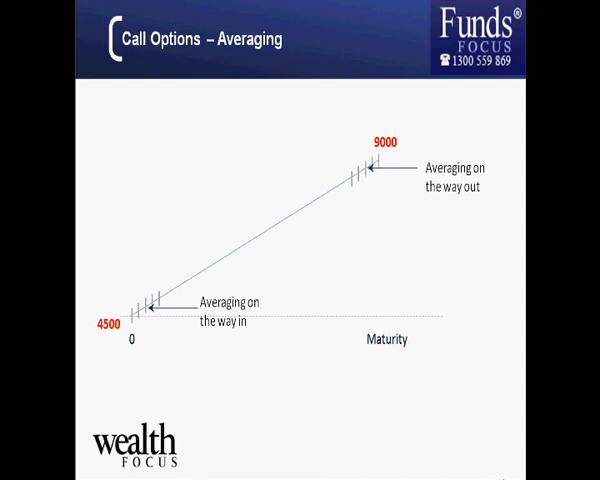 Call Options – Averaging
Funds®
FOCUS
☎ 1300 559 869
9000
Averaging on
the way out
Averaging on
the way in
4500
0
Maturity
wealth
FOCUS